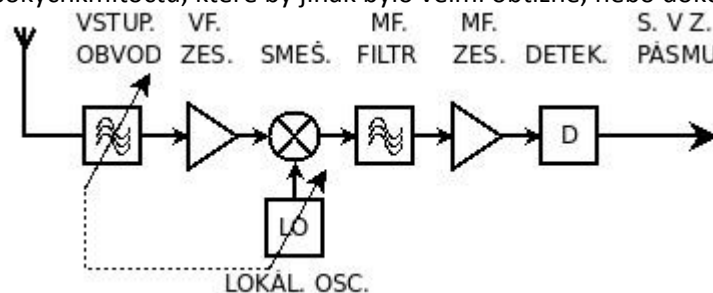 VSTUP. VF. MF. MF. S. V Z.
OBVOD ZES. SMEŠ. FILTR ZES. DETEK. PÁSMU
D
LO
LOKÁL. OSC.